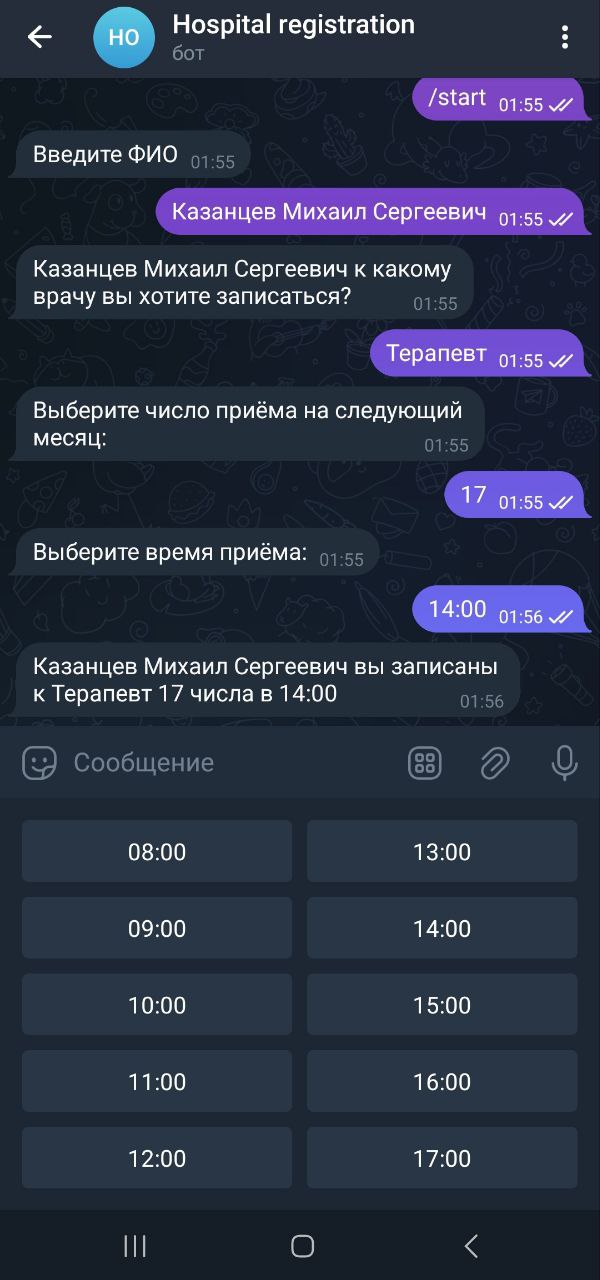 НО
Hospital registration
бот
/start 01:55
Введите ФИО 01:55
Казанцев Михаил Сергеевич 01:55
Казанцев Михаил Сергеевич к какому
врачу вы хотите записаться? 01:55
Терапевт 01:55
Выберите число приёма на следующий
месяц: 01:55
17 01:55
Выберите время приёма: 01:55
14:00 01:56
Казанцев Михаил Сергеевич вы записаны
к Терапевт 17 числа в 14:00 01:56
Сообщение
08:00 13:00
09:00 14:00
10:00 15:00
11:00 16:00
12:00 17:00